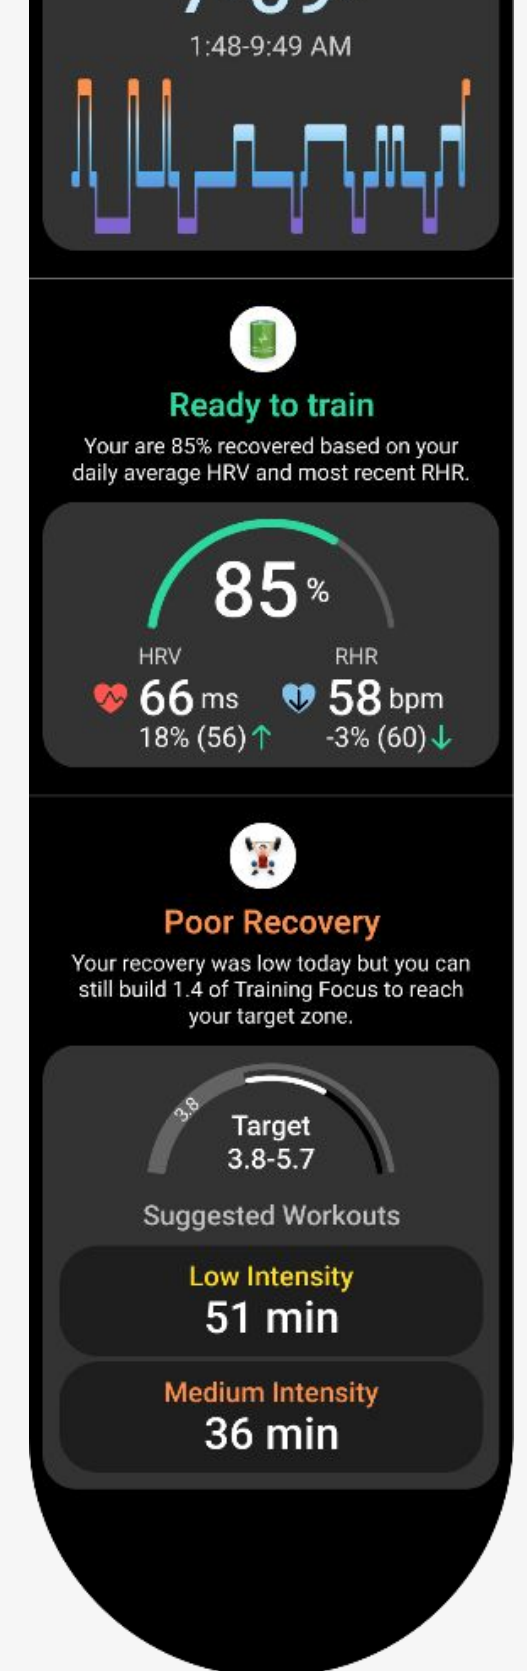 1:48-9:49 AM
Ready to train
Your are 85% recovered based on your
daily average HRV and most recent RHR.
85%
HRV
RHR
66 ms
58 bpm
18% (56)↑
-3% (60)↓
Poor Recovery
Your recovery was low today but you can
still build 1.4 of Training Focus to reach
your target zone.
3.8
Target
3.8-5.7
Suggested Workouts
Low Intensity
51 min
Medium Intensity
36 min